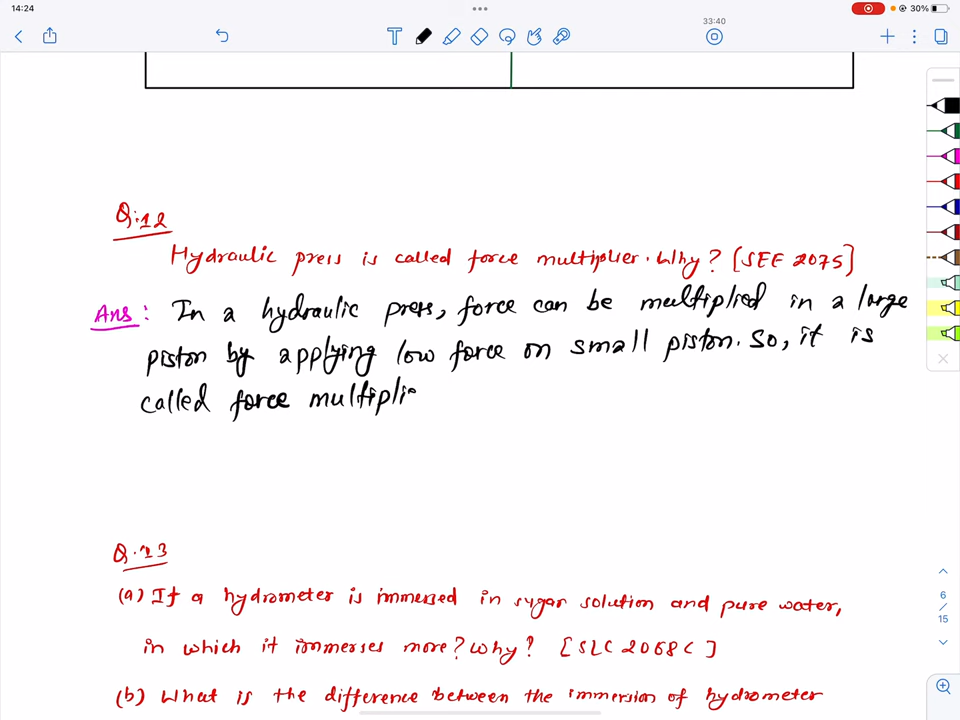 14:24
30%
33:40
T
Q.12
Hydraulic press is called force multiplier. Why? [SEE 2075]
Ans: In a hydraulic press, force can be multiplied in a large
piston by applying low force on small piston. So, it is
called force multiplie
Q.13
(a) If a hydrometer is immersed in sugar solution and pure water,
in which it immerses more? Why? [SLC 2068 C]
(b) What is the difference between the immersion of hydrometer
6
/
15